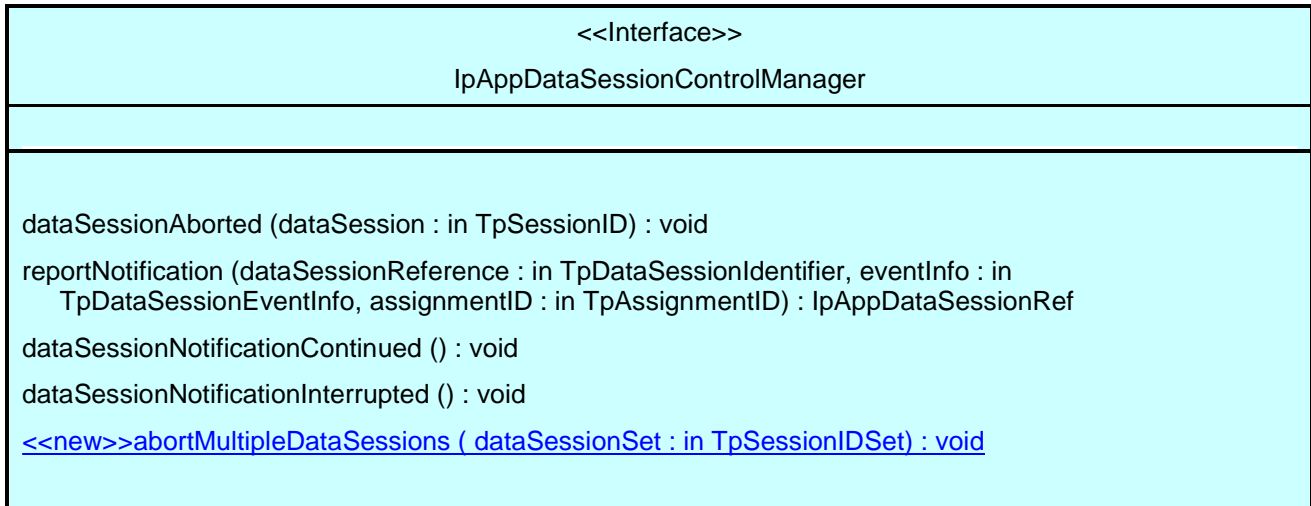 <<Interface>>
IpAppDataSessionControlManager
dataSessionAborted (dataSession : in TpSessionID) : void
reportNotification (dataSessionReference : in TpDataSessionIdentifier, eventInfo : in
TpDataSessionEventInfo, assignmentID : in TpAssignmentID) : IpAppDataSessionRef
dataSessionNotificationContinued () : void
dataSessionNotificationInterrupted () : void
<<new>>abortMultipleDataSessions ( dataSessionSet : in TpSessionIDSet) : void